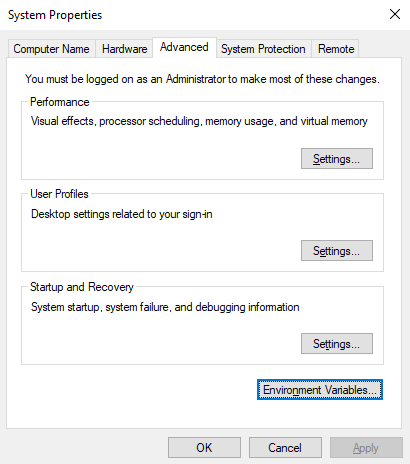 System Properties
Computer Name Hardware Advanced System Protection Remote
You must be logged on as an Administrator to make most of these changes.
Performance
Visual effects, processor scheduling, memory usage, and virtual memory
Settings...
User Profiles
Desktop settings related to your sign-in
Settings...
Startup and Recovery
System startup, system failure, and debugging information
Settings...
Environment Variables...
OK Cancel Apply